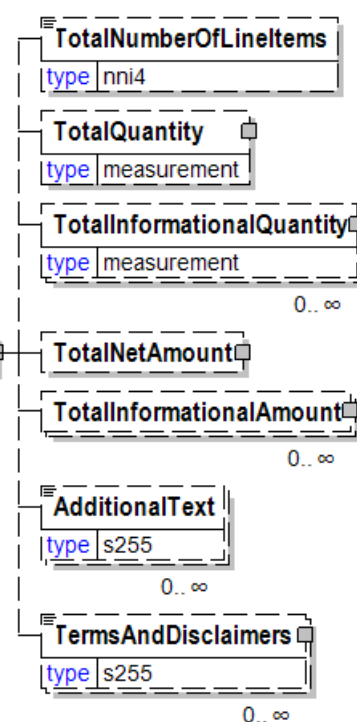 TotalNumberOfLineItems
type nni4
TotalQuantity
type measurement
TotalInformationalQuantity
type measurement
0.. ∞
TotalNetAmount
TotalInformationalAmount
0.. ∞
AdditionalText
type s255
0.. ∞
TermsAndDisclaimers
type s255
0.. ∞